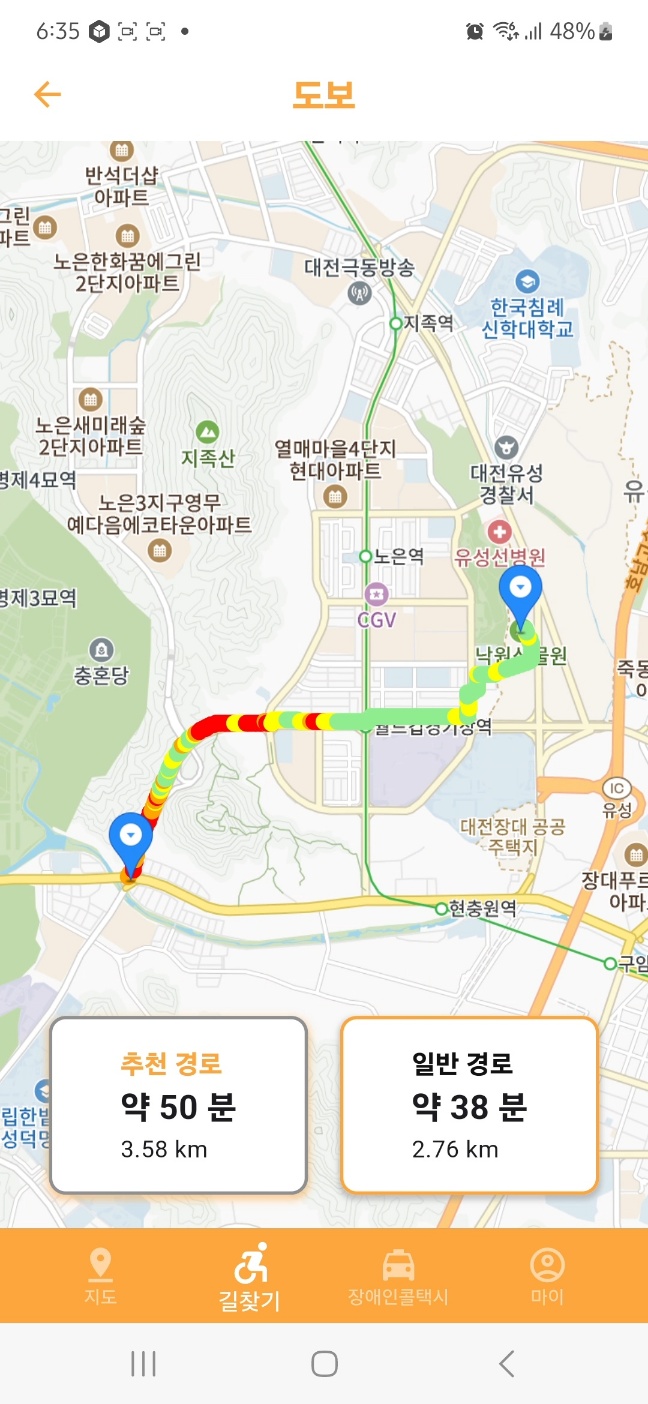 6:35
48%
도보
반석더샵
아파트
그린
파트
노은한화꿈에그린
2단지아파트
대전극동방송
지족역
한국침례
신학대학교
노은새미래숲
2단지아파트
지족산
열매마을4단지
현대아파트
대전유성
경찰서
병제4묘역
노은3지구영무
예다음에코타운아파트
유성선병원
노은역
CGV
병제3묘역
충혼당
낙원식물원
죽동
월드컵경기장역
IC
유성
대전장대 공공
주택지
장대푸르
아파
현충원역
구암
립한밭
성덕명
추천 경로
약 50 분
3.58 km
일반 경로
약 38 분
2.76 km
지도
길찾기
장애인콜택시
마이